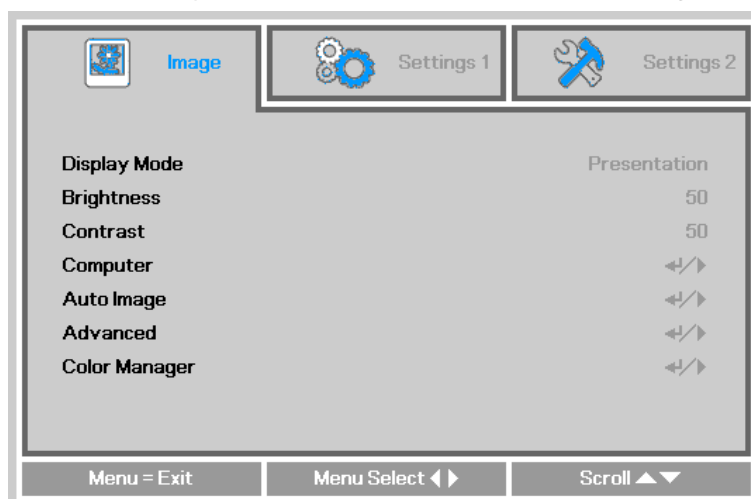 Image
Settings 1
Settings 2
Display Mode Presentation
Brightness 50
Contrast 50
Computer
Auto Image
Advanced
Color Manager
Menu = Exit
Menu Select
Scroll